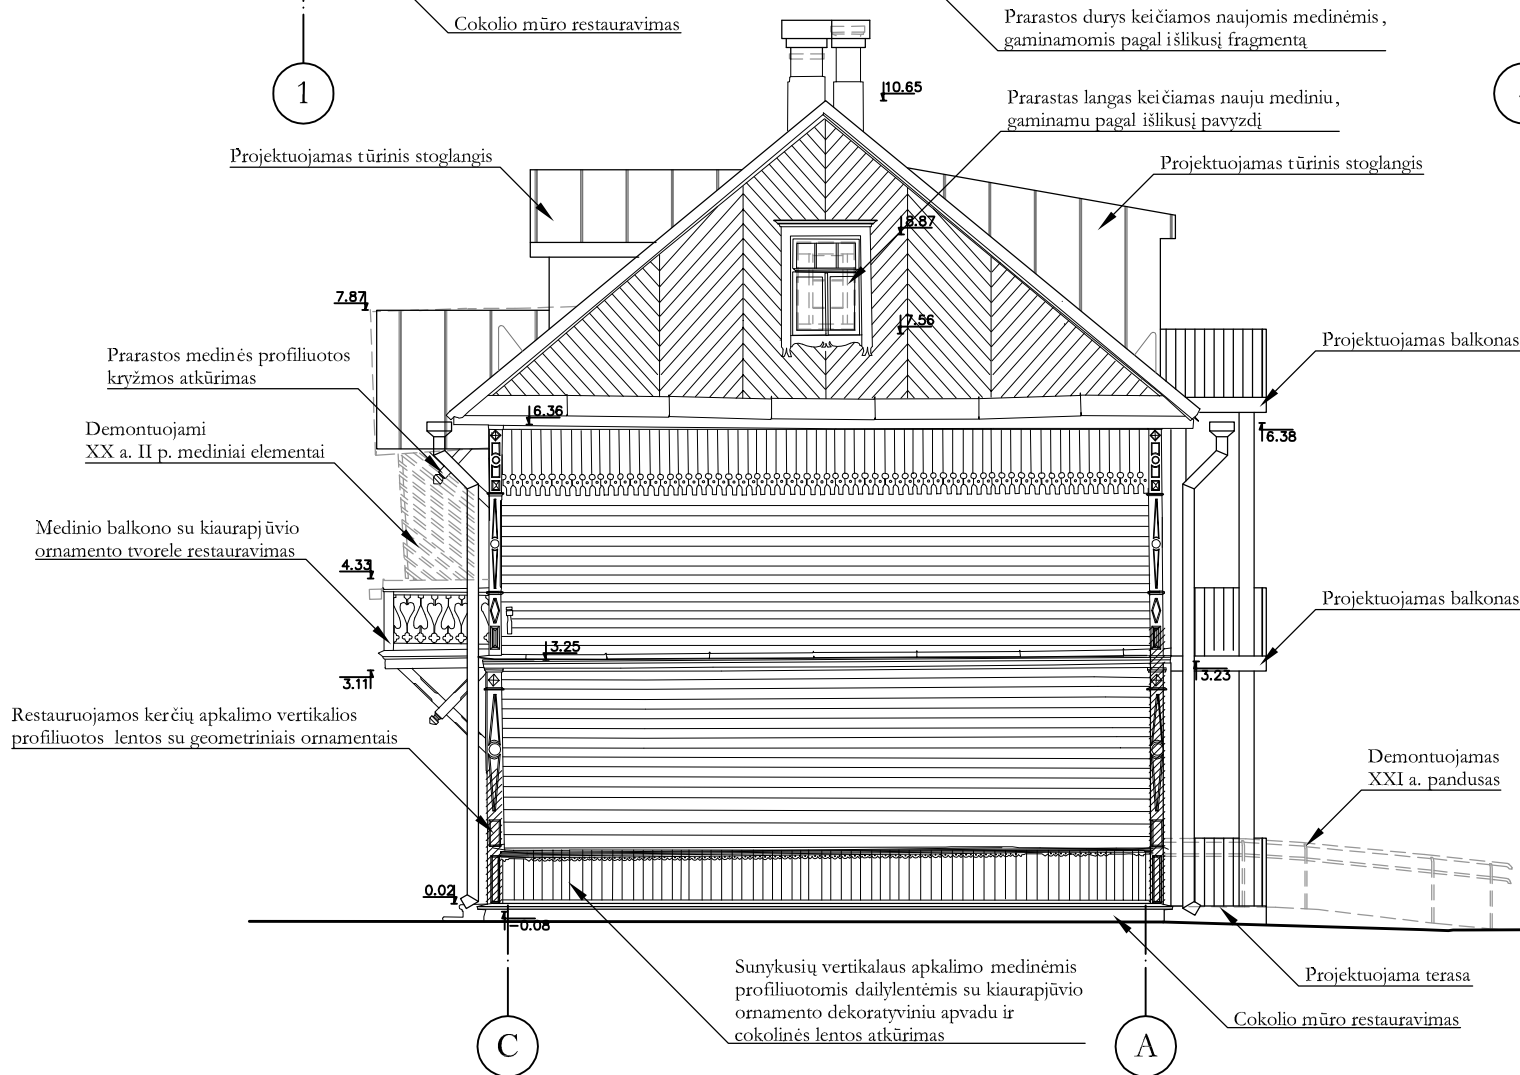 Cokolio mūro restauravimas
Prarastos durys keičiamos naujomis medinėmis,
gaminamomis pagal išlikusį fragmentą
1
10.65
Prarastas langas keičiamas nauju mediniu,
gaminamu pagal išlikusį pavyzdį
Projektuojamas tūrinis stoglangis
Projektuojamas tūrinis stoglangis
8.87
7.87
7.56
Prarastos medinės profiliuotos
kryžmos atkūrimas
Projektuojamas balkonas
6.36
6.38
Demontuojami
XX a. II p. mediniai elementai
Medinio balkono su kiaurapjūvio
ornamento tvorele restauravimas
4.33
Projektuojamas balkonas
3.25
3.11
3.23
Restauruojamos kerčių apkalimo vertikalios
profiliuotos lentos su geometriniais ornamentais
Demontuojamas
XXI a. pandusas
0.02
-0.08
Sunykusių vertikalaus apkalimo medinėmis
profiliuotomis dailylentėmis su kiaurapjūvio
ornamento dekoratyviniu apvadu ir
cokolinės lentos atkūrimas
Projektuojama terasa
Cokolio mūro restauravimas
C
A